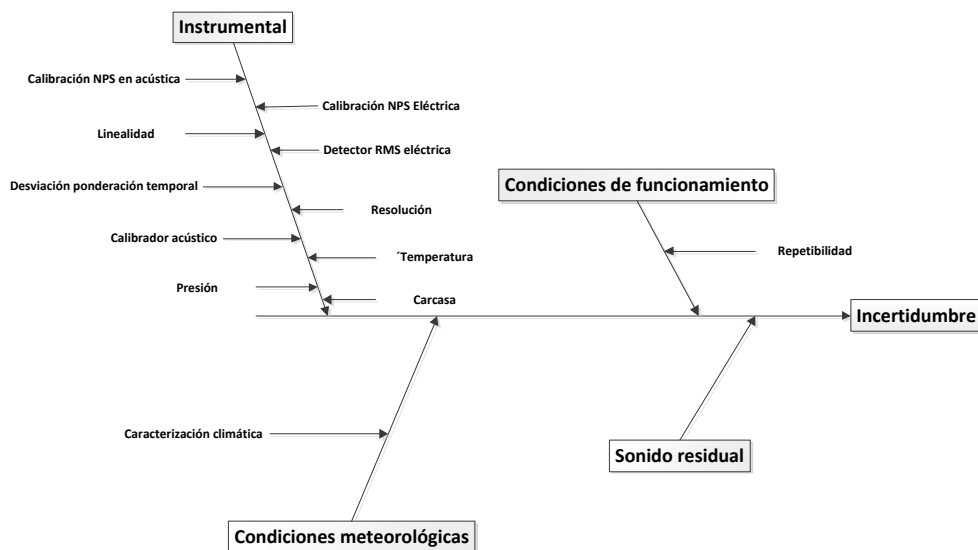 Instrumental
Calibración NPS en acústica
Calibración NPS Eléctrica
Linealidad
Detector RMS eléctrica
Desviación ponderación temporal
Condiciones de funcionamiento
Resolución
Calibrador acústico
Repetibilidad
´Temperatura
Presión
Carcasa
Incertidumbre
Caracterización climática
Sonido residual
Condiciones meteorológicas